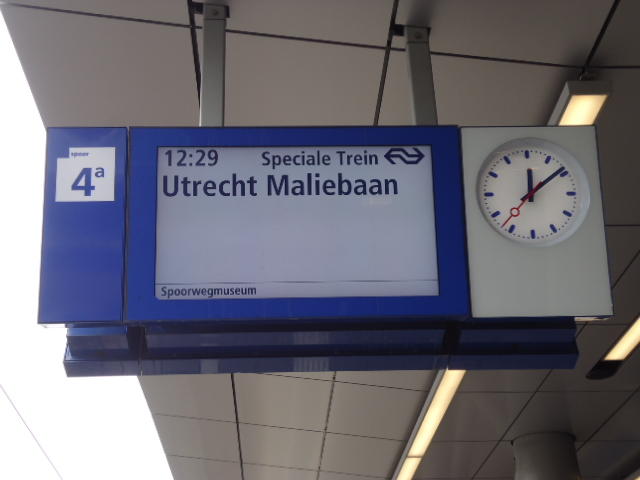 spoor
4a
12:29 Speciale Trein
Utrecht Maliebaan
Spoorwegmuseum